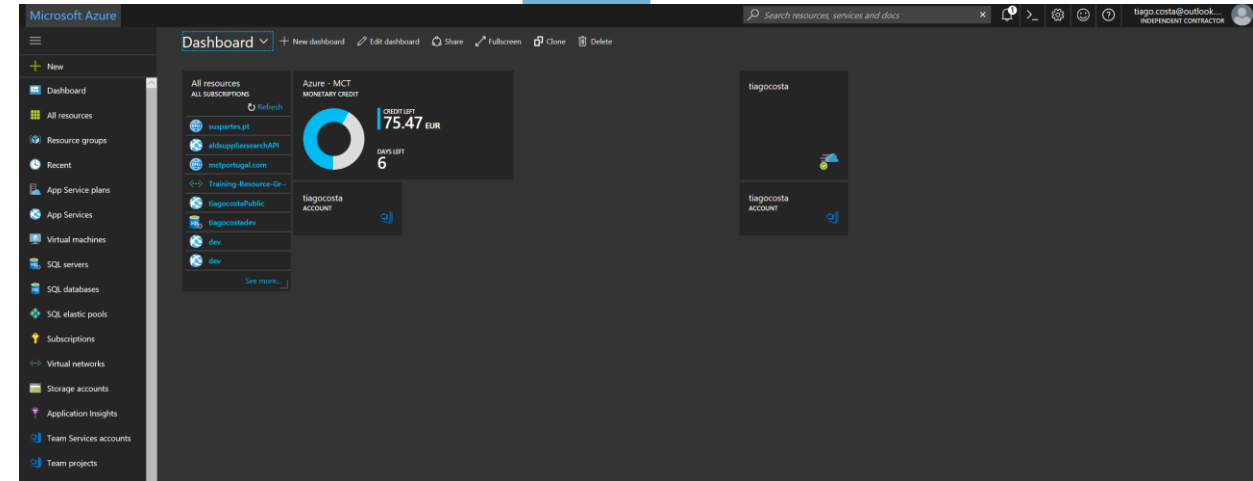 Microsoft Azure
Search resources, services and docs
1
tiago.costa@outlook....
INDEPENDENT CONTRACTOR
Dashboard
New dashboard
Edit dashboard
Share
Fullscreen
Clone
Delete
New
Dashboard
All resources
Resource groups
Recent
App Service plans
App Services
Virtual machines
SQL servers
SQL databases
SQL elastic pools
Subscriptions
Virtual networks
Storage accounts
Application Insights
Team Services accounts
Team projects
All resources
ALL SUBSCRIPTIONS
Refresh
suspartes.pt
aldsuppliersearchAPI
mctportugal.com
Training-Resource-Gr...
tiagocostaPublic
tiagocostadev
dev
dev
See more...
Azure - MCT
MONETARY CREDIT
CREDIT LEFT
75.47 EUR
DAYS LEFT
6
tiagocosta
ACCOUNT
tiagocosta
tiagocosta
ACCOUNT